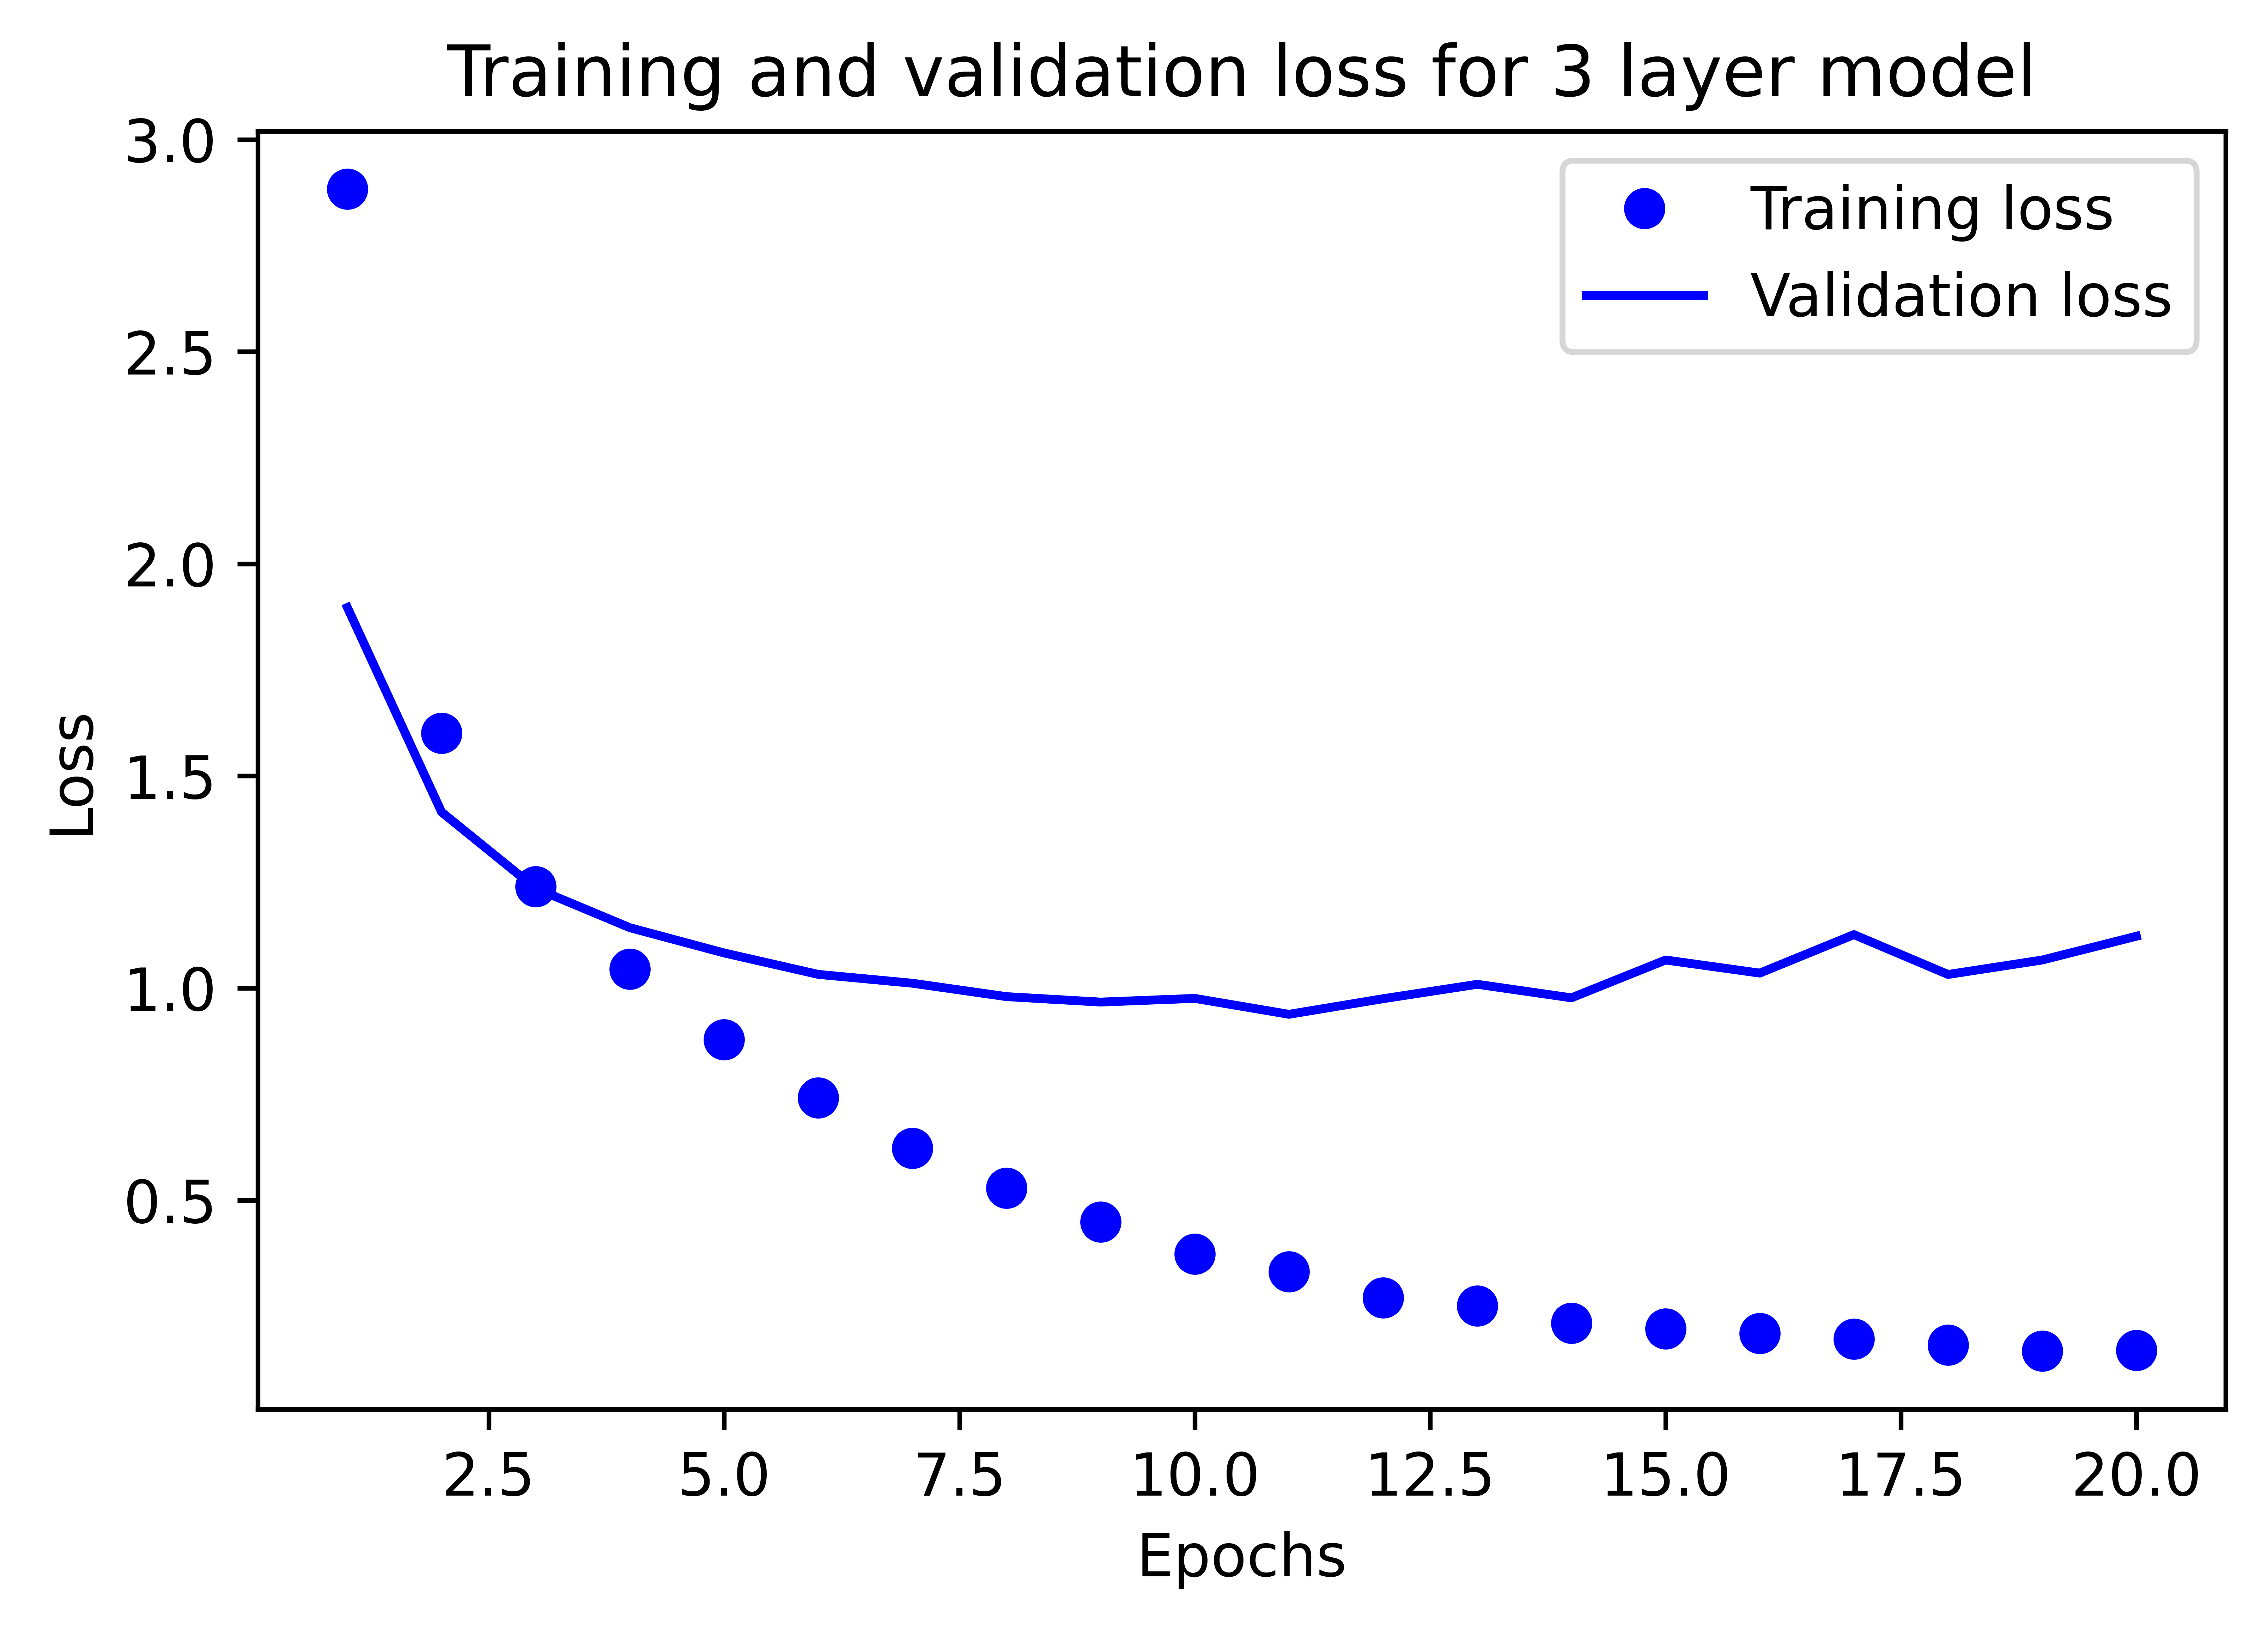 Training and validation loss for 3 layer model
Training loss
Validation loss
3.0
2.5
2.0
1.5
1.0
0.5
Loss
2.5 5.0 7.5 10.0 12.5 15.0 17.5 20.0
Epochs